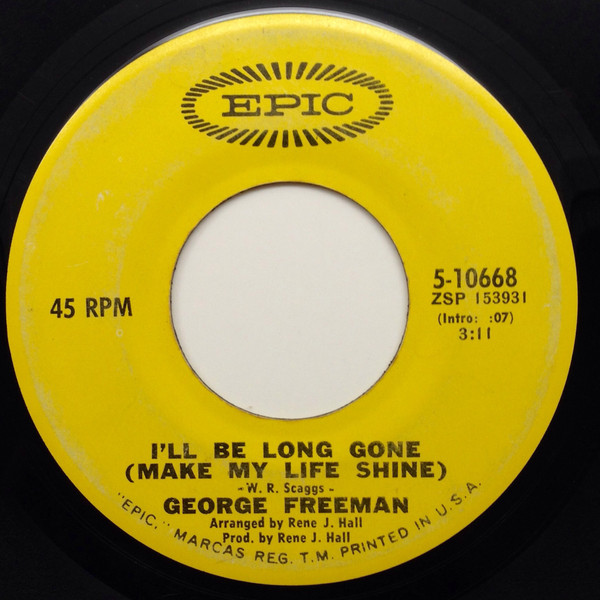 EPIC
45 RPM
5-10668
ZSP 153931
(Intro: :07)
3:11
I'LL BE LONG GONE
(MAKE MY LIFE SHINE)
-W. R. Scaggs-
GEORGE FREEMAN
Arranged by Rene J. Hall
Prod. by Rene J. Hall
"EPIC," MARCAS REG. T.M. PRINTED IN U.S.A.